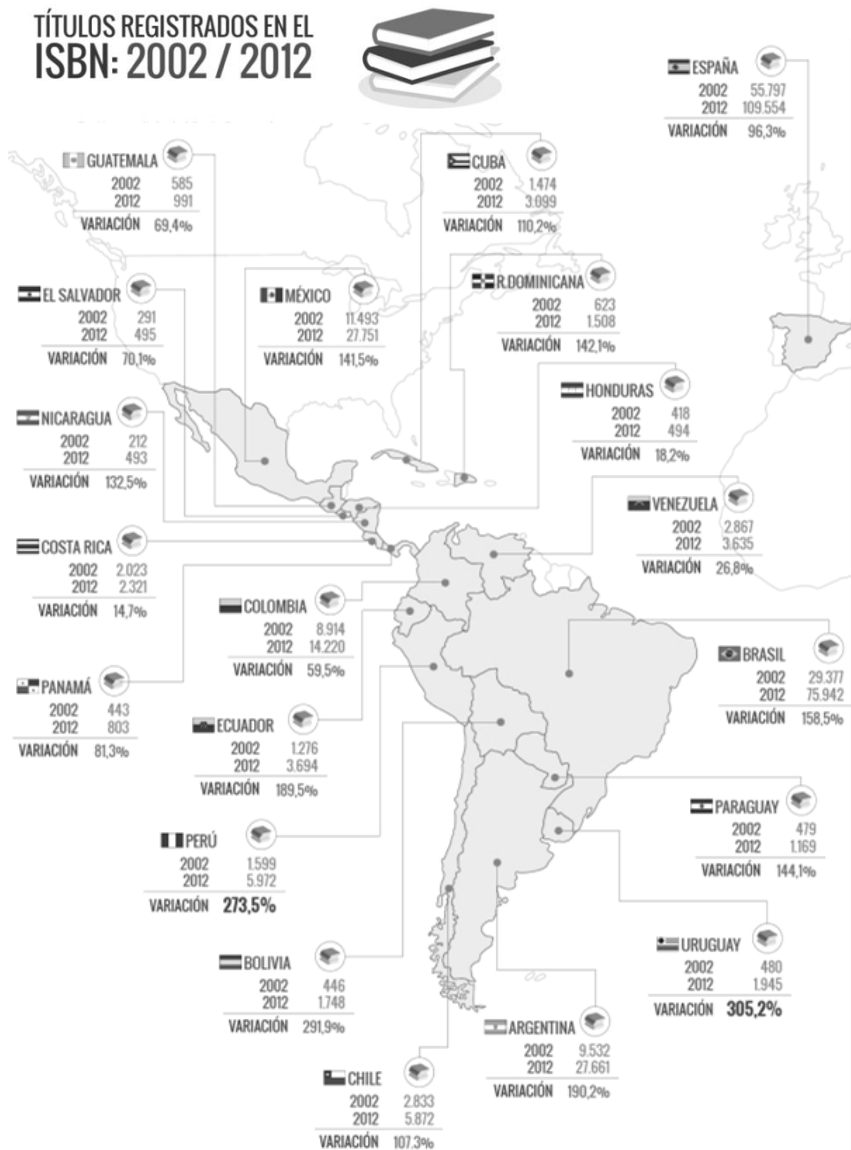 TÍTULOS REGISTRADOS EN EL
ISBN: 2002 / 2012
ESPAÑA
2002 55.797
2012 109.554
VARIACIÓN 96,3%
GUATEMALA
2002 585
2012 991
VARIACIÓN 69,4%
CUBA
2002 1.474
2012 3.099
VARIACIÓN 110,2%
EL SALVADOR
2002 291
2012 495
VARIACIÓN 70,1%
MÉXICO
2002 11.493
2012 27.751
VARIACIÓN 141,5%
R.DOMINICANA
2002 623
2012 1.508
VARIACIÓN 142,1%
HONDURAS
2002 418
2012 494
VARIACIÓN 18,2%
NICARAGUA
2002 212
2012 493
VARIACIÓN 132,5%
VENEZUELA
2002 2.867
2012 3.635
VARIACIÓN 26,8%
COSTA RICA
2002 2.023
2012 2.321
VARIACIÓN 14,7%
COLOMBIA
2002 8.914
2012 14.220
VARIACIÓN 59,5%
BRASIL
2002 29.377
2012 75.942
VARIACIÓN 158,5%
PANAMÁ
2002 443
2012 803
VARIACIÓN 81,3%
ECUADOR
2002 1.276
2012 3.694
VARIACIÓN 189,5%
PARAGUAY
2002 479
2012 1.169
VARIACIÓN 144,1%
PERÚ
2002 1.599
2012 5.972
VARIACIÓN 273,5%
URUGUAY
2002 480
2012 1.945
VARIACIÓN 305,2%
BOLIVIA
2002 446
2012 1.748
VARIACIÓN 291,9%
ARGENTINA
2002 9.532
2012 27.661
VARIACIÓN 190,2%
CHILE
2002 2.833
2012 5.872
VARIACIÓN 107,3%